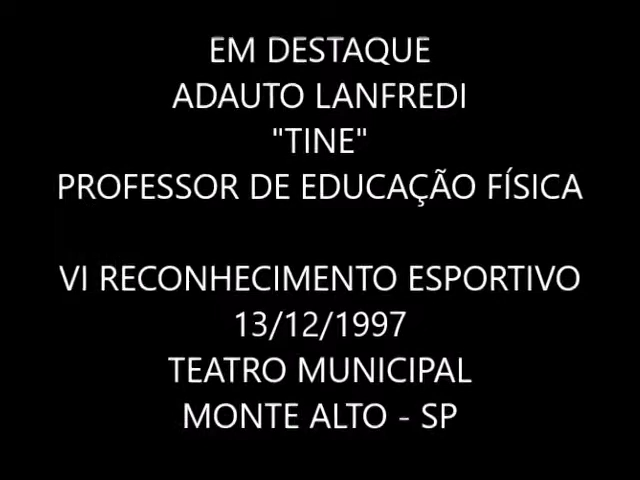 EM DESTAQUE
ADAUTO LANFREDI
"TINE"
PROFESSOR DE EDUCAÇÃO FÍSICA
VI RECONHECIMENTO ESPORTIVO
13/12/1997
TEATRO MUNICIPAL
MONTE ALTO - SP